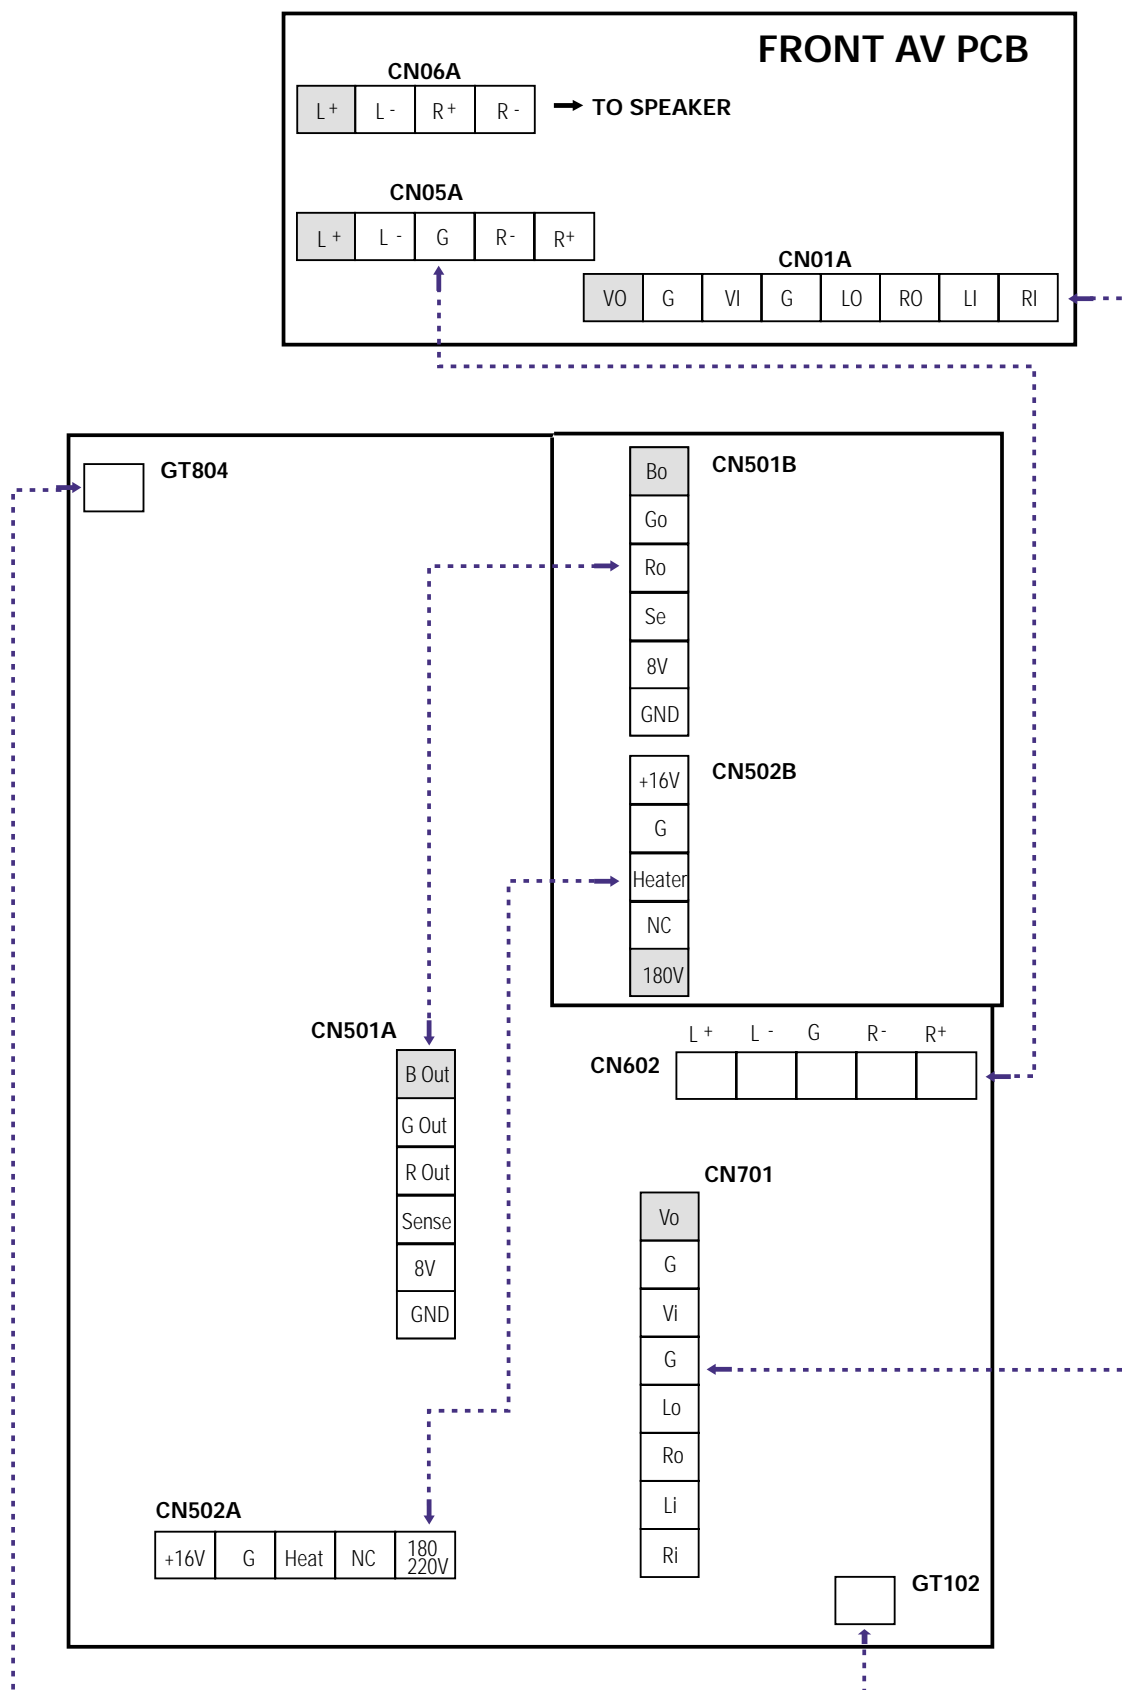 FRONT AV PCB
CN06A
L + L - R + R -
TO SPEAKER
CN05A
L + L - G R - R+
CN01A
VO G VI G LO RO LI RI
GT804
CN501B
Bo
Go
Ro
Se
8V
GND
CN502B
+16V
G
Heater
NC
180V
CN501A
B Out
G Out
R Out
Sense
8V
GND
L + L - G R - R+
CN602
CN701
Vo
G
Vi
G
Lo
Ro
Li
Ri
CN502A
+16V G Heat NC 180
220V
GT102